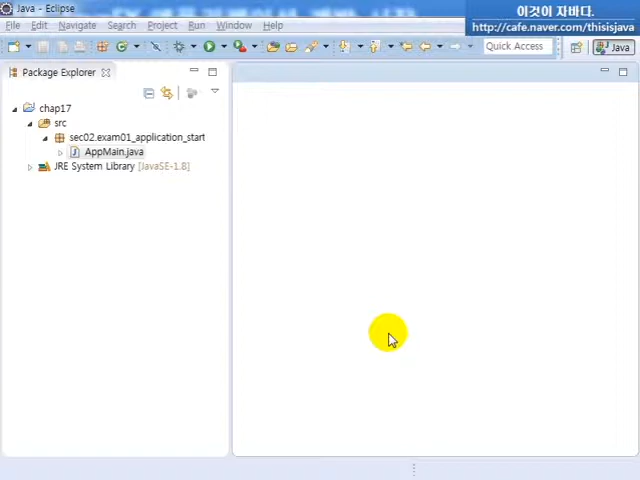 Java - Eclipse
이것이 자바다.
http://cafe.naver.com/thisisjava
File Edit Navigate Search Project Run Window Help
Quick Access
Java
Package Explorer
chap17
src
sec02.exam01_application_start
AppMain.java
JRE System Library [JavaSE-1.8]